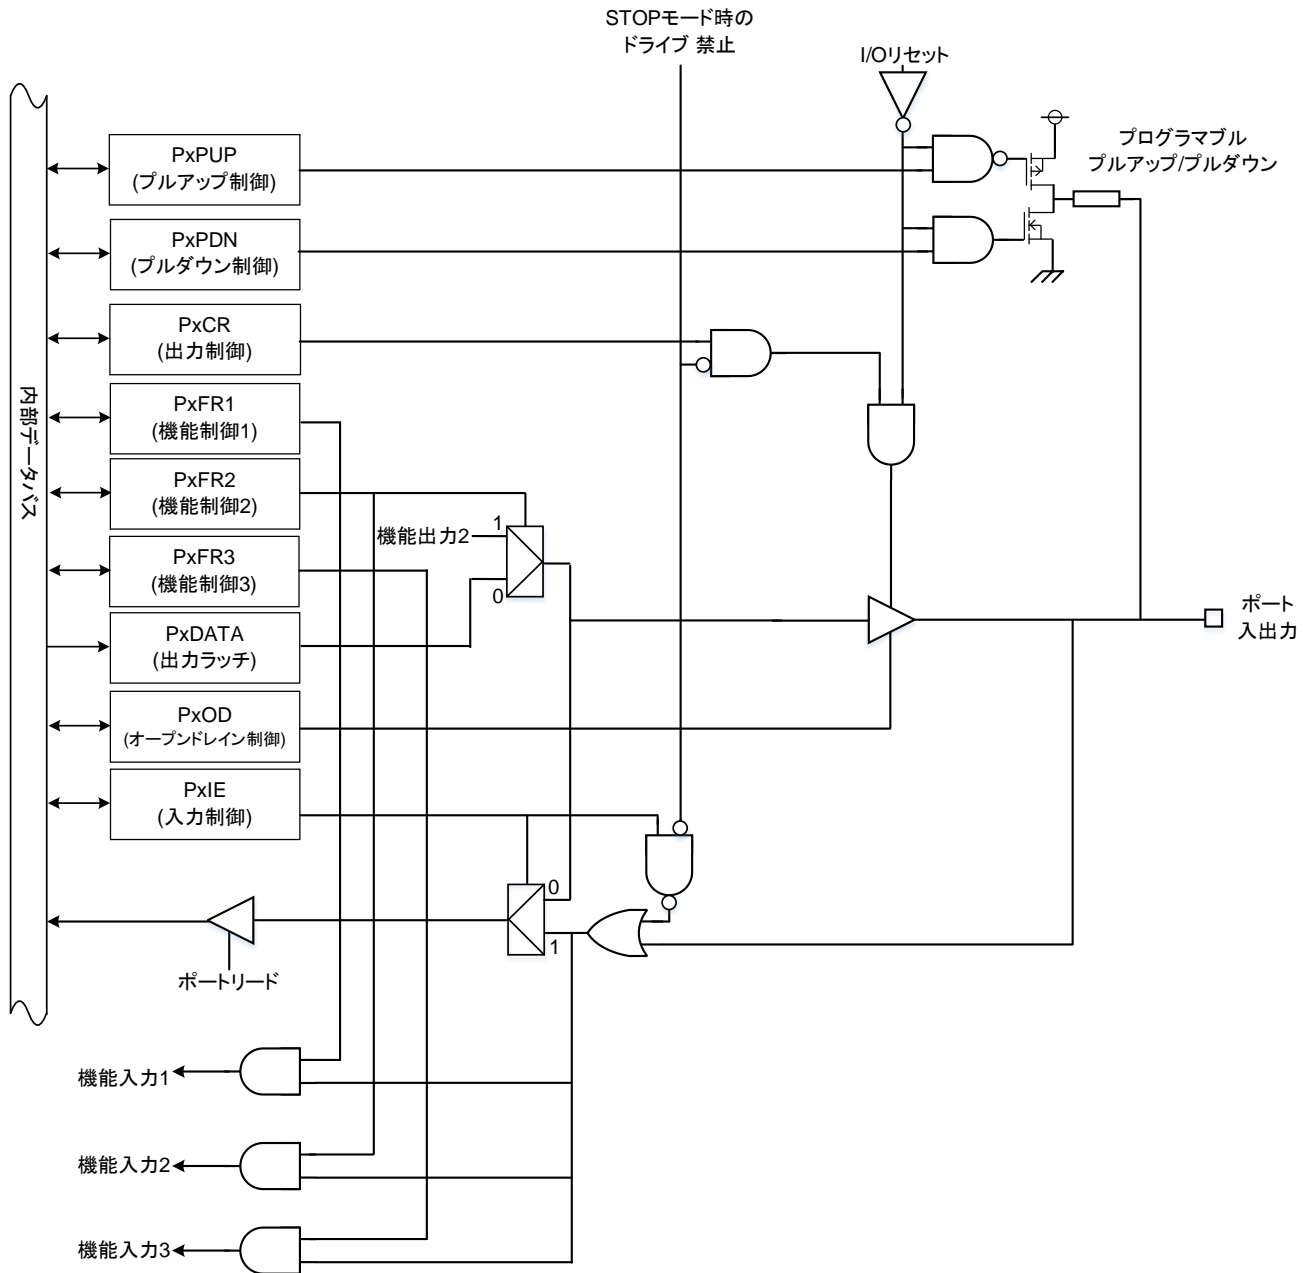 STOPモード時の
ドライブ 禁止
I/Oリセット
プログラマブル
プルアップ/プルダウン
内部データバス
PxPUP
(プルアップ制御)
PxPDN
(プルダウン制御)
PxCR
(出力制御)
PxFR1
(機能制御1)
PxFR2
(機能制御2)
機能出力2
1
0
PxFR3
(機能制御3)
PxDATA
(出力ラッチ)
ポート
入出力
PxOD
(オープンドレイン制御)
PxIE
(入力制御)
0
1
ポートリード
機能入力1
機能入力2
機能入力3